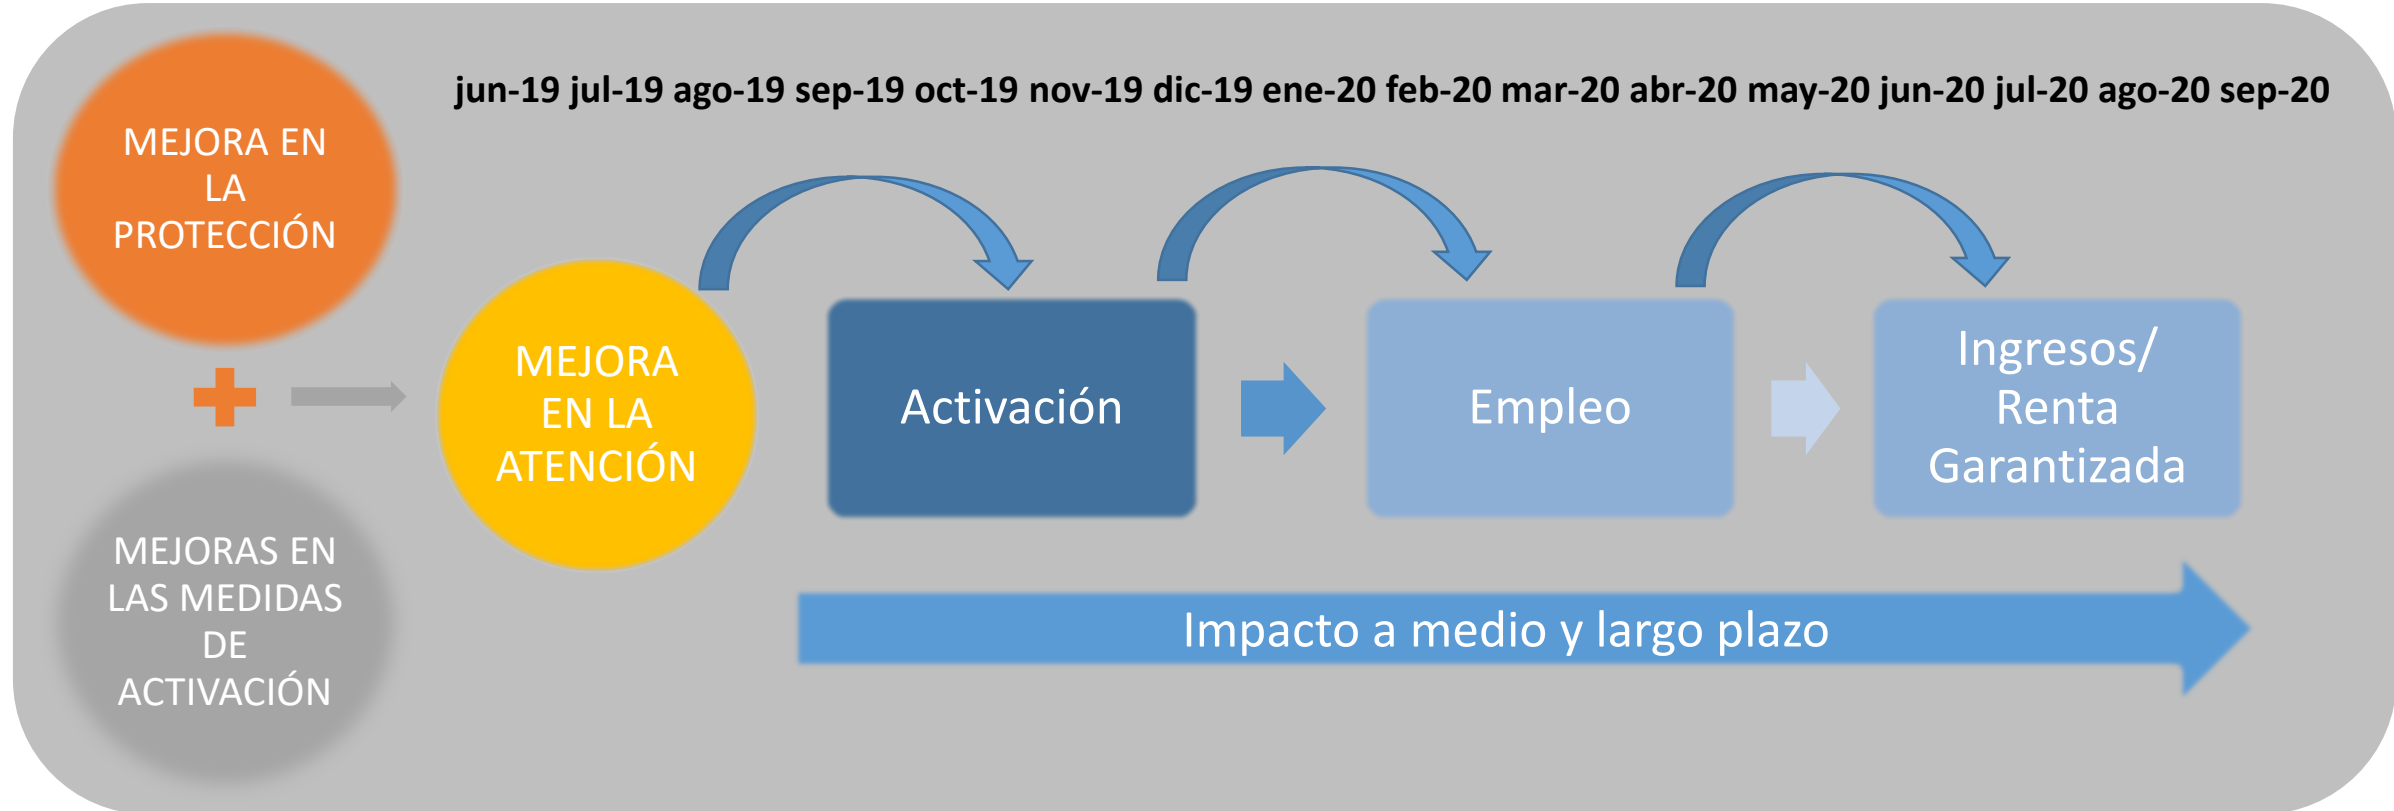 jun-19 jul-19 ago-19 sep-19 oct-19 nov-19 dic-19 ene-20 feb-20 mar-20 abr-20 may-20 jun-20 jul-20 ago-20 sep-20
MEJORA EN
LA
PROTECCIÓN
MEJORAS EN
LAS MEDIDAS
DE
ACTIVACIÓN
MEJORA
EN LA
ATENCIÓN
Activación
Empleo
Ingresos/
Renta
Garantizada
Impacto a medio y largo plazo